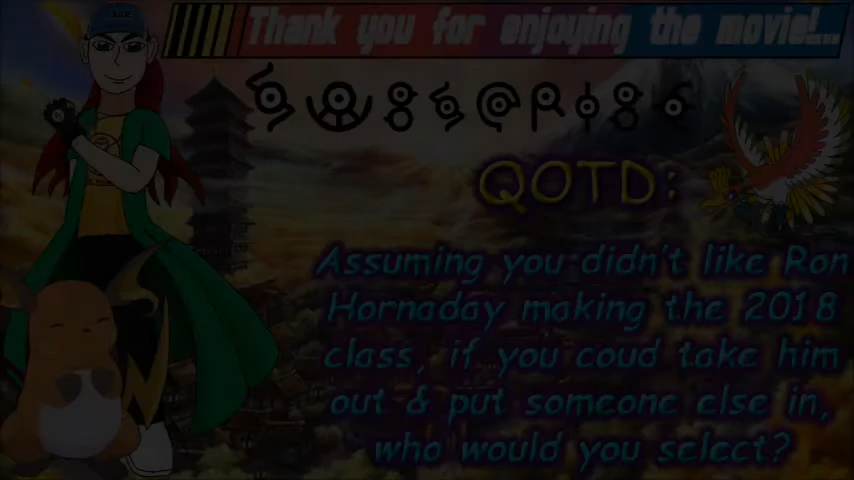 Thank you for enjoying the movie!...
QOTD:
Assuming you didn't like Ron
Hornaday making the 2018
class, if you coud take him
out & put someone else in,
who would you select?